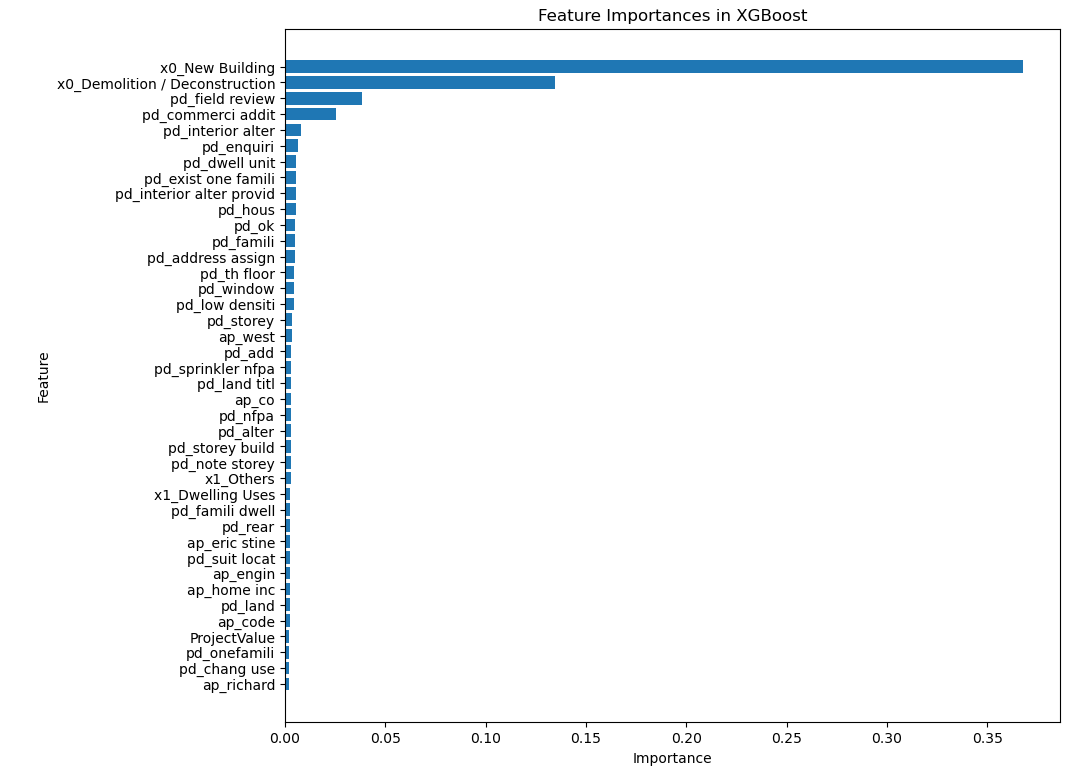 Feature Importances in XGBoost
x0_New Building
x0_Demolition / Deconstruction
pd_field review
pd_commerci addit
pd_interior alter
pd_enquiri
pd_dwell unit
pd_exist one famili
pd_interior alter provid
pd_hous
pd_ok
pd_famili
pd_address assign
pd_th floor
pd_window
pd_low densiti
pd_storey
ap_west
pd_add
pd_sprinkler nfpa
pd_land titl
ap_co
pd_nfpa
pd_alter
pd_storey build
pd_note storey
x1_Others
x1_Dwelling Uses
pd_famili dwell
pd_rear
ap_eric stine
pd_suit locat
ap_engin
ap_home inc
pd_land
ap_code
ProjectValue
pd_onefamili
pd_chang use
ap_richard
Feature
0.00 0.05 0.10 0.15 0.20 0.25 0.30 0.35
Importance